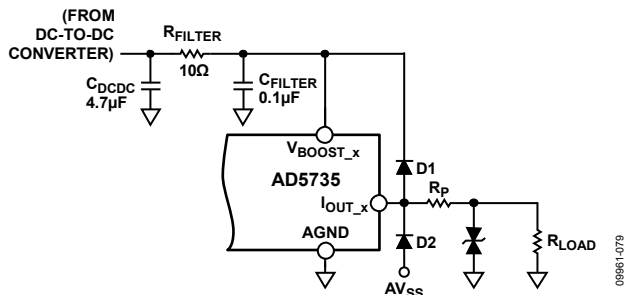 (FROM
DC-TO-DC
CONVERTER)
RFILTER
10Ω
CDCDC
4.7µF
CFILTER
0.1µF
VBOOST_x
AD5735
IOUT_x
AGND
D1
RP
D2
AVSS
RLOAD
09961-079